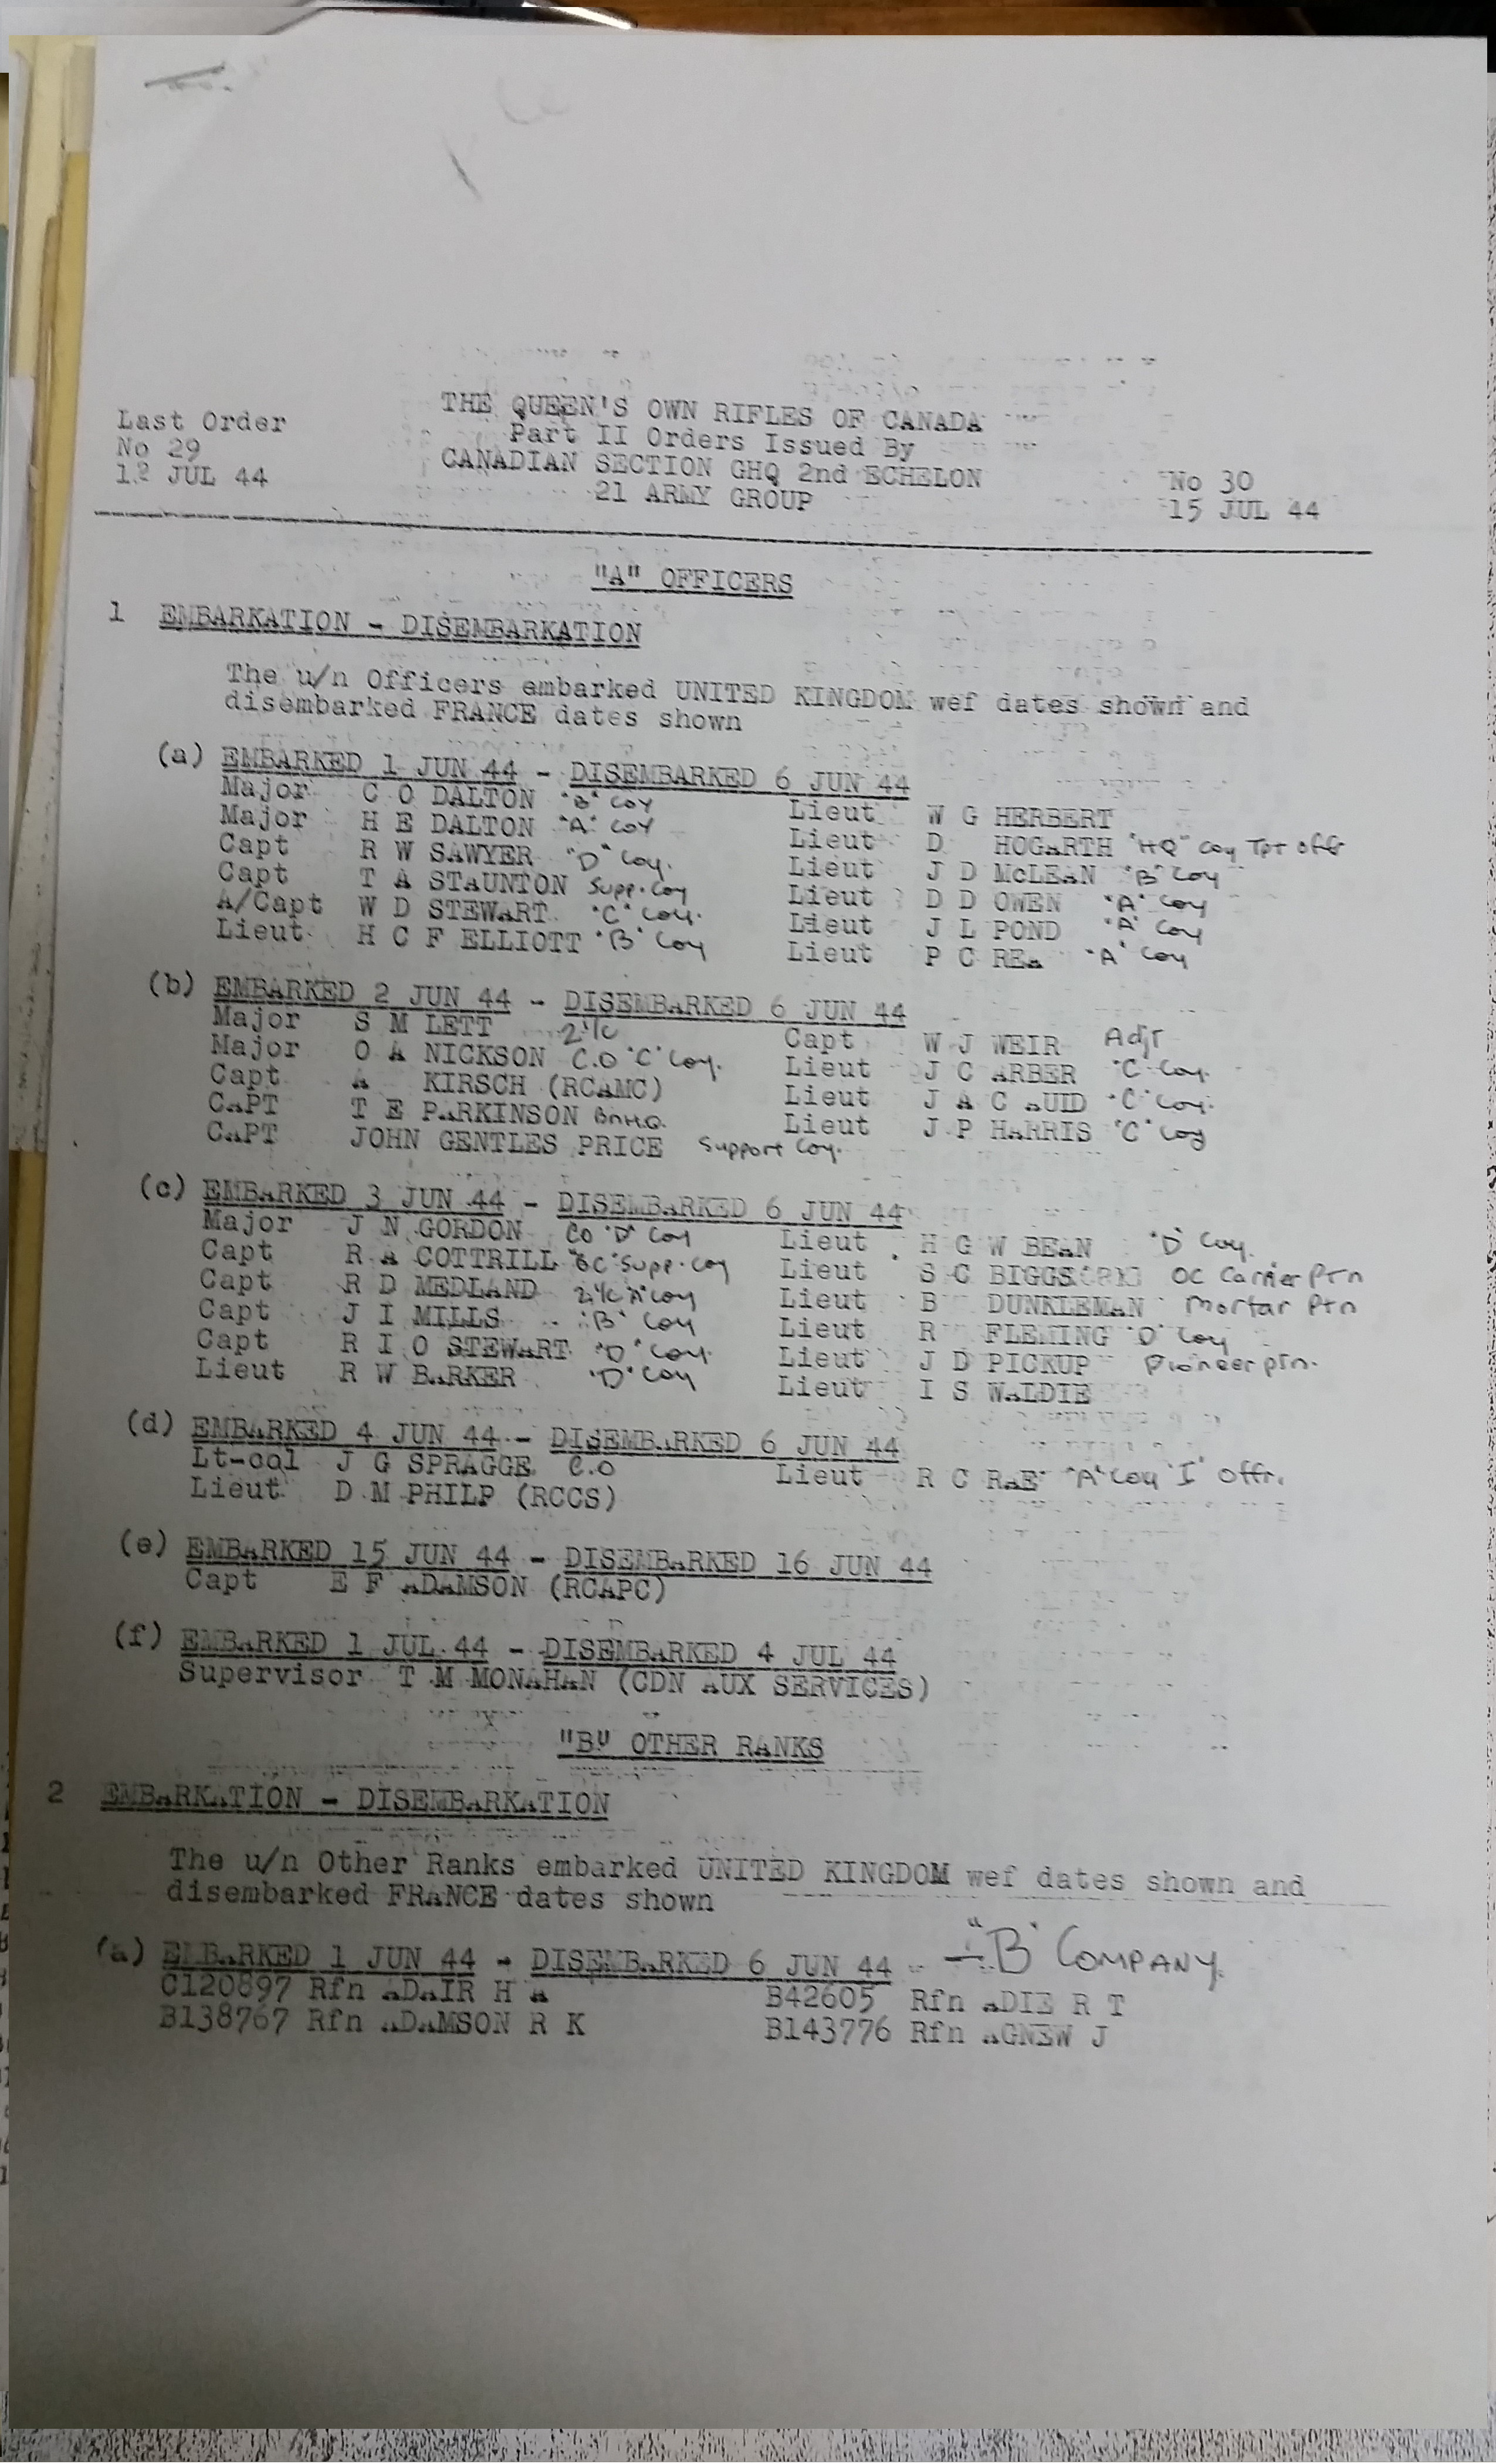 THE QUEEN'S OWN RIFLES OF CANADA
Last Order Part II Orders Issued By
No 29 CANADIAN SECTION GHQ 2nd ECHELON No 30
12 JUL 44 21 ARMY GROUP 15 JUL 44
"A" OFFICERS
1 EMBARKATION - DISEMBARKATION
The u/n Officers embarked UNITED KINGDOM wef dates shown and
disembarked FRANCE dates shown
(a) EMBARKED 1 JUN 44 - DISEMBARKED 6 JUN 44
Major C O DALTON "B" Coy Lieut W G HERBERT
Major H E DALTON "A" Coy Lieut D HOGARTH "HQ" Coy Tpt Offr
Capt R W SAWYER "D" Coy. Lieut J D McLEAN "B" Coy
Capt T A STAUNTON Supp. Coy Lieut D D OWEN "A" Coy
A/Capt W D STEWART "C" Coy. Lieut J L POND "A" Coy
Lieut H C F ELLIOTT "B" Coy Lieut P C REA "A" Coy
(b) EMBARKED 2 JUN 44 - DISEMBARKED 6 JUN 44
Major S M LETT 2i/c Capt W J WEIR Adjt
Major O A NICKSON C.O "C" Coy. Lieut J C ARBER "C" Coy.
Capt A KIRSCH (RCAMC) Lieut J A C AUID "C" Coy.
CAPT T E PARKINSON Bn H.Q. Lieut J P HARRIS "C" Coy
CAPT JOHN GENTLES PRICE Support Coy.
(c) EMBARKED 3 JUN 44 - DISEMBARKED 6 JUN 44
Major J N GORDON CO "D" Coy Lieut H G W BEAN "D" Coy.
Capt R A COTTRILL Supp. Coy Lieut S C BIGGS OC Carrier Ptn
Capt R D MEDLAND 2i/c "A" Coy Lieut B DUNKLEMAN Mortar Ptn
Capt J I MILLS "B" Coy Lieut R FLEMING "D" Coy
Capt R I O STEWART "D" Coy. Lieut J D PICKUP Pioneer ptn.
Lieut R W BARKER "D" Coy Lieut I S WALDIE
(d) EMBARKED 4 JUN 44 - DISEMBARKED 6 JUN 44
Lt-col J G SPRAGGE C.O Lieut R C RAE "A" Coy "I" Offr.
Lieut D M PHILP (RCCS)
(e) EMBARKED 15 JUN 44 - DISEMBARKED 16 JUN 44
Capt E F ADAMSON (RCAPC)
(f) EMBARKED 1 JUL 44 - DISEMBARKED 4 JUL 44
Supervisor T M MONAHAN (CDN AUX SERVICES)
"B" OTHER RANKS
2 EMBARKATION - DISEMBARKATION
The u/n Other Ranks embarked UNITED KINGDOM wef dates shown and
disembarked FRANCE dates shown
(a) EMBARKED 1 JUN 44 - DISEMBARKED 6 JUN 44 - "B" COMPANY
C120897 Rfn ADAIR H A B42605 Rfn ADIE R T
B138767 Rfn ADAMSON R K B143776 Rfn AGNEW J